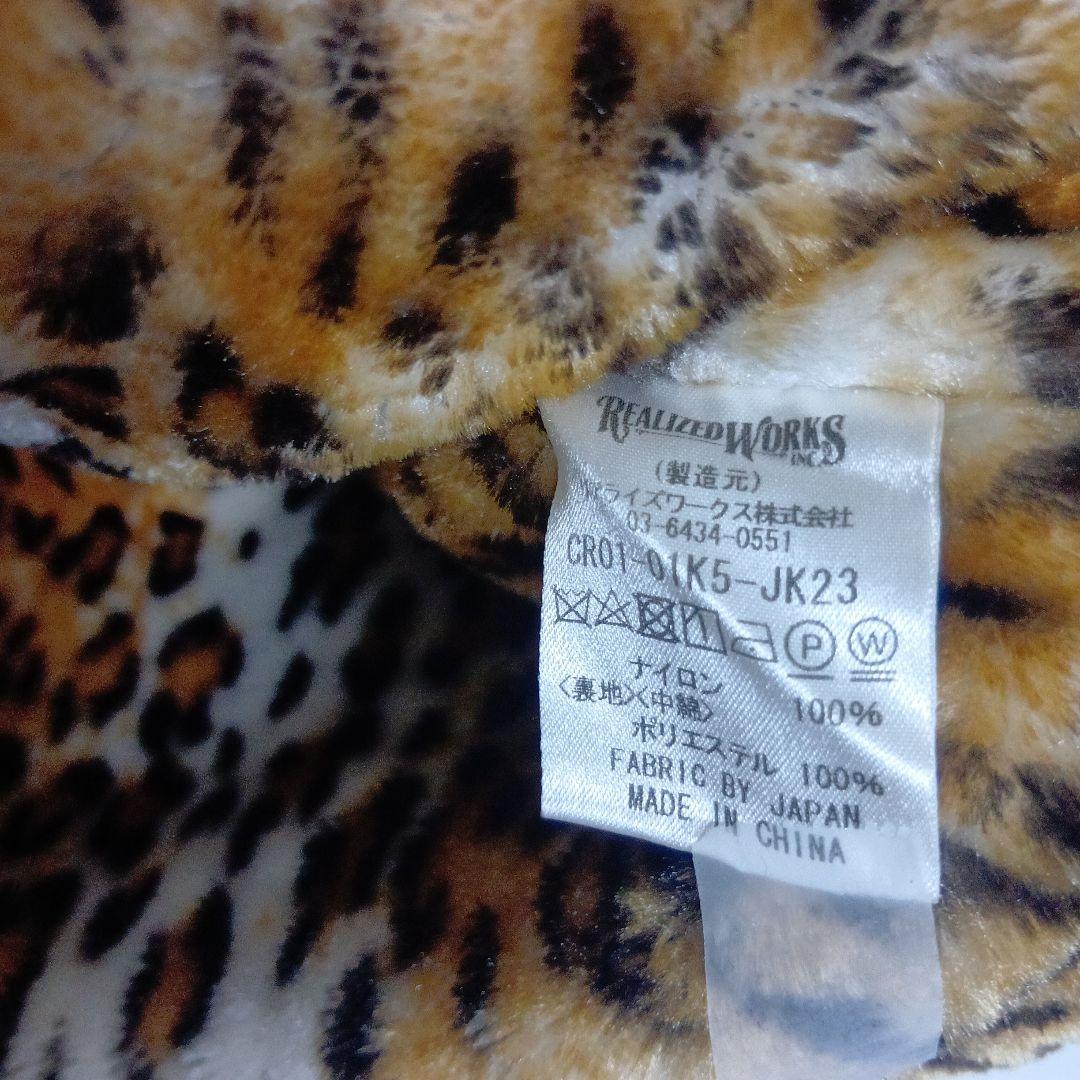 REALIZED WORKS
INC.
(製造元)
リアライズワークス株式会社
03-6434-0551
CR01-01K5-JK23
P W
ナイロン 100%
<裏地><中綿>
ポリエステル 100%
FABRIC BY JAPAN
MADE IN CHINA